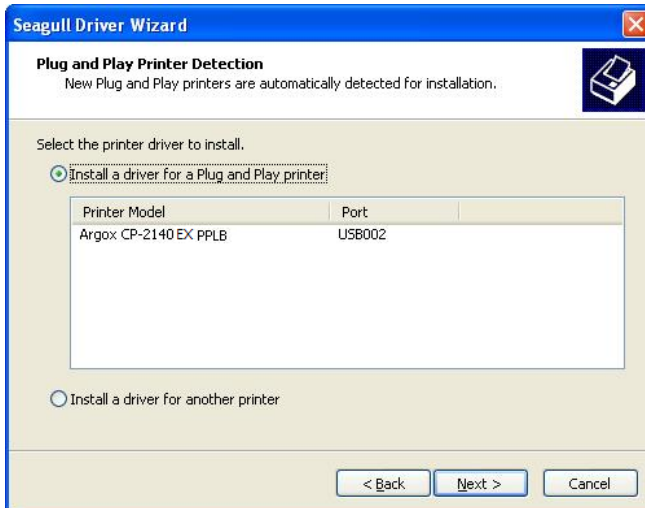 Seagull Driver Wizard
Plug and Play Printer Detection
New Plug and Play printers are automatically detected for installation.
Select the printer driver to install.
Install a driver for a Plug and Play printer
Printer Model Port
Argox CP-2140 EX PPLB USB002
Install a driver for another printer
< Back Next > Cancel